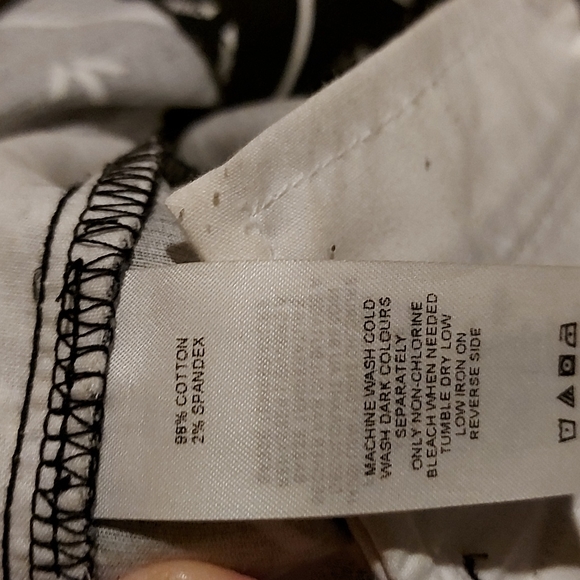 98% COTTON
2% SPANDEX
MACHINE WASH COLD
WASH DARK COLOURS
SEPARATELY
ONLY NON-CHLORINE
BLEACH WHEN NEEDED
TUMBLE DRY LOW
LOW IRON ON
REVERSE SIDE